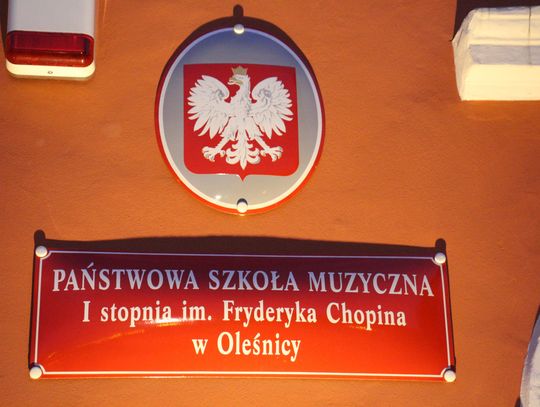 PAŃSTWOWA SZKOŁA MUZYCZNA
I stopnia im. Fryderyka Chopina
w Oleśnicy